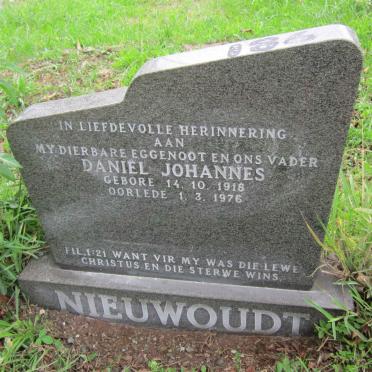 IN LIEFDEVOLLE HERINNERING
AAN
MY DIERBARE EGGENOOT EN ONS VADER
DANIËL JOHANNES
GEBORE 14.10.1918
OORLEDE 1.3.1976
FIL.1:21 WANT VIR MY WAS DIE LEWE
CHRISTUS EN DIE STERWE WINS.
NIEUWOUDT